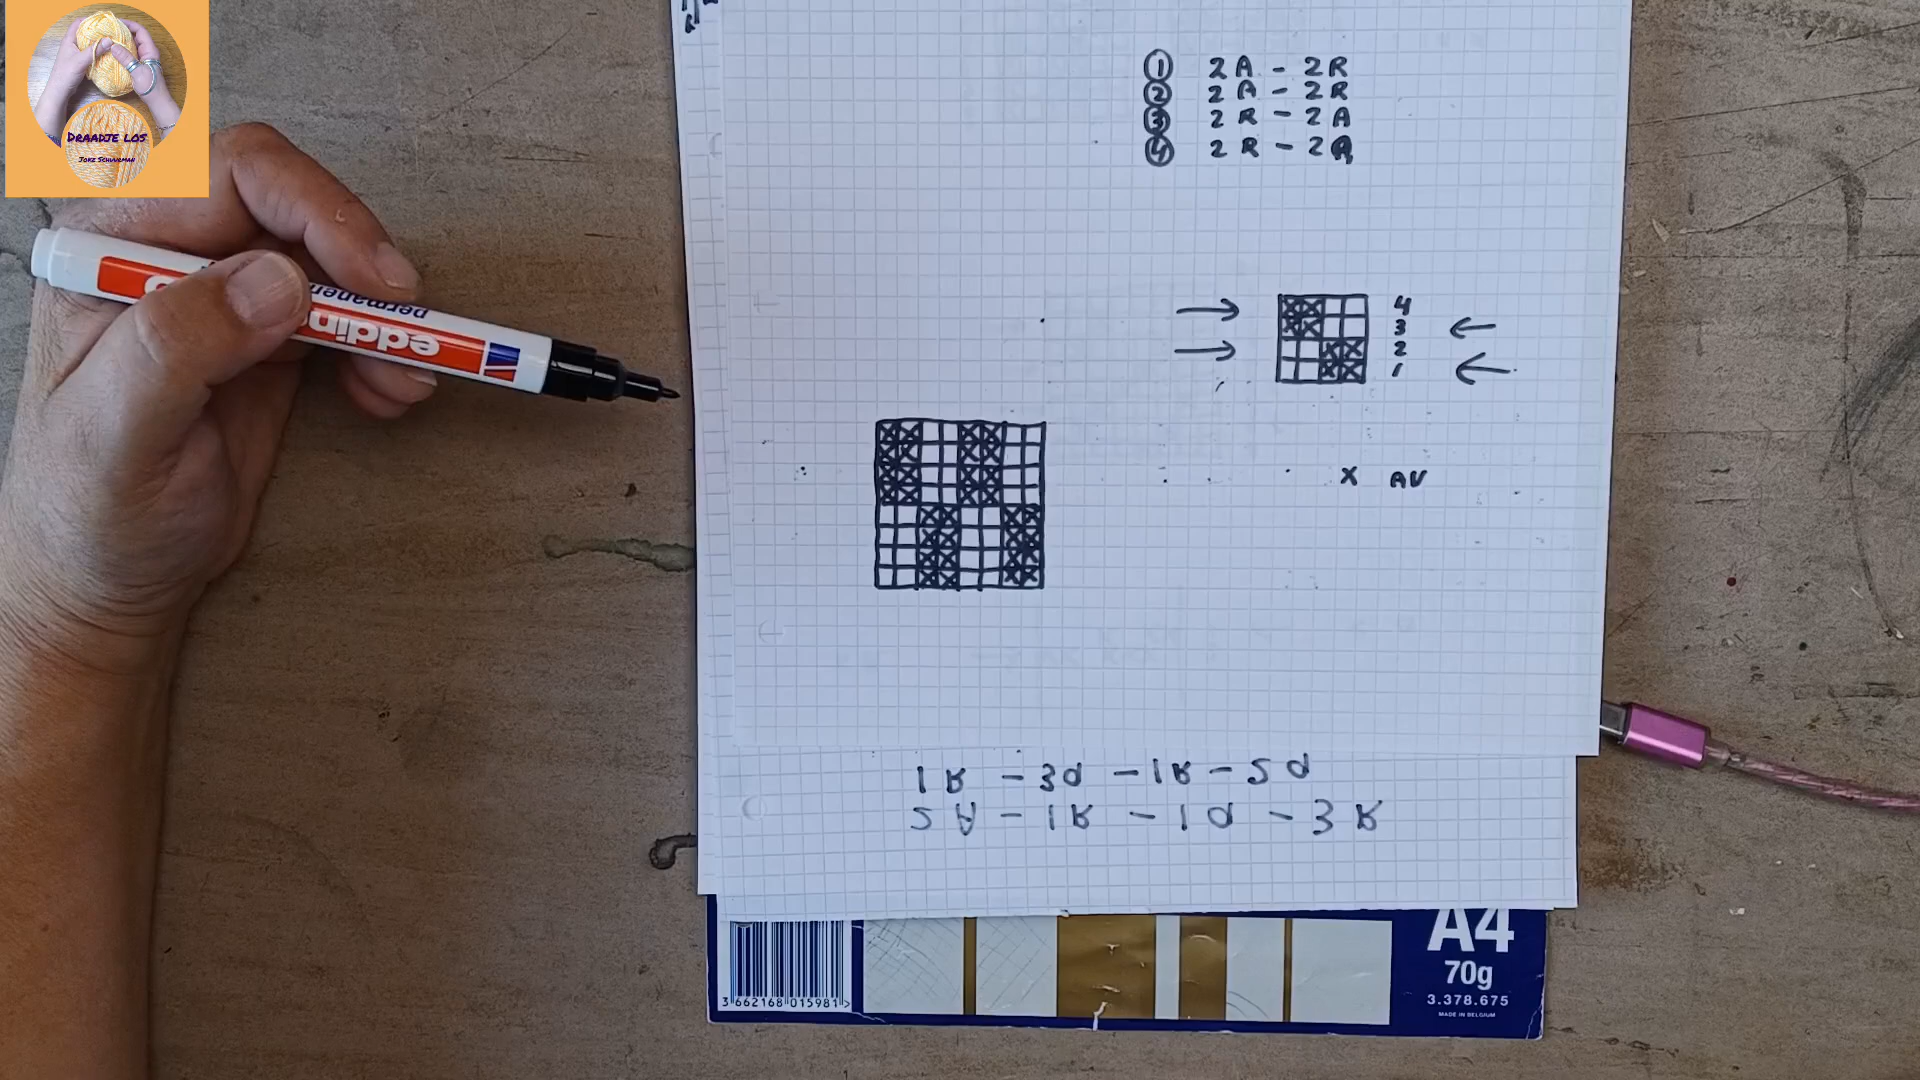 DRAADJE LOS
JOKE SCHUURMAN
① 2A - 2R
② 2A - 2R
③ 2R - 2A
④ 2R - 2A
4
3
2
1
X AV
edding
permanent
1R - 3A - 1R - 2A
2A - 1R - 1A - 3R
A4
70g
3.378.675
MADE IN BELGIUM
3 662168 015981 >